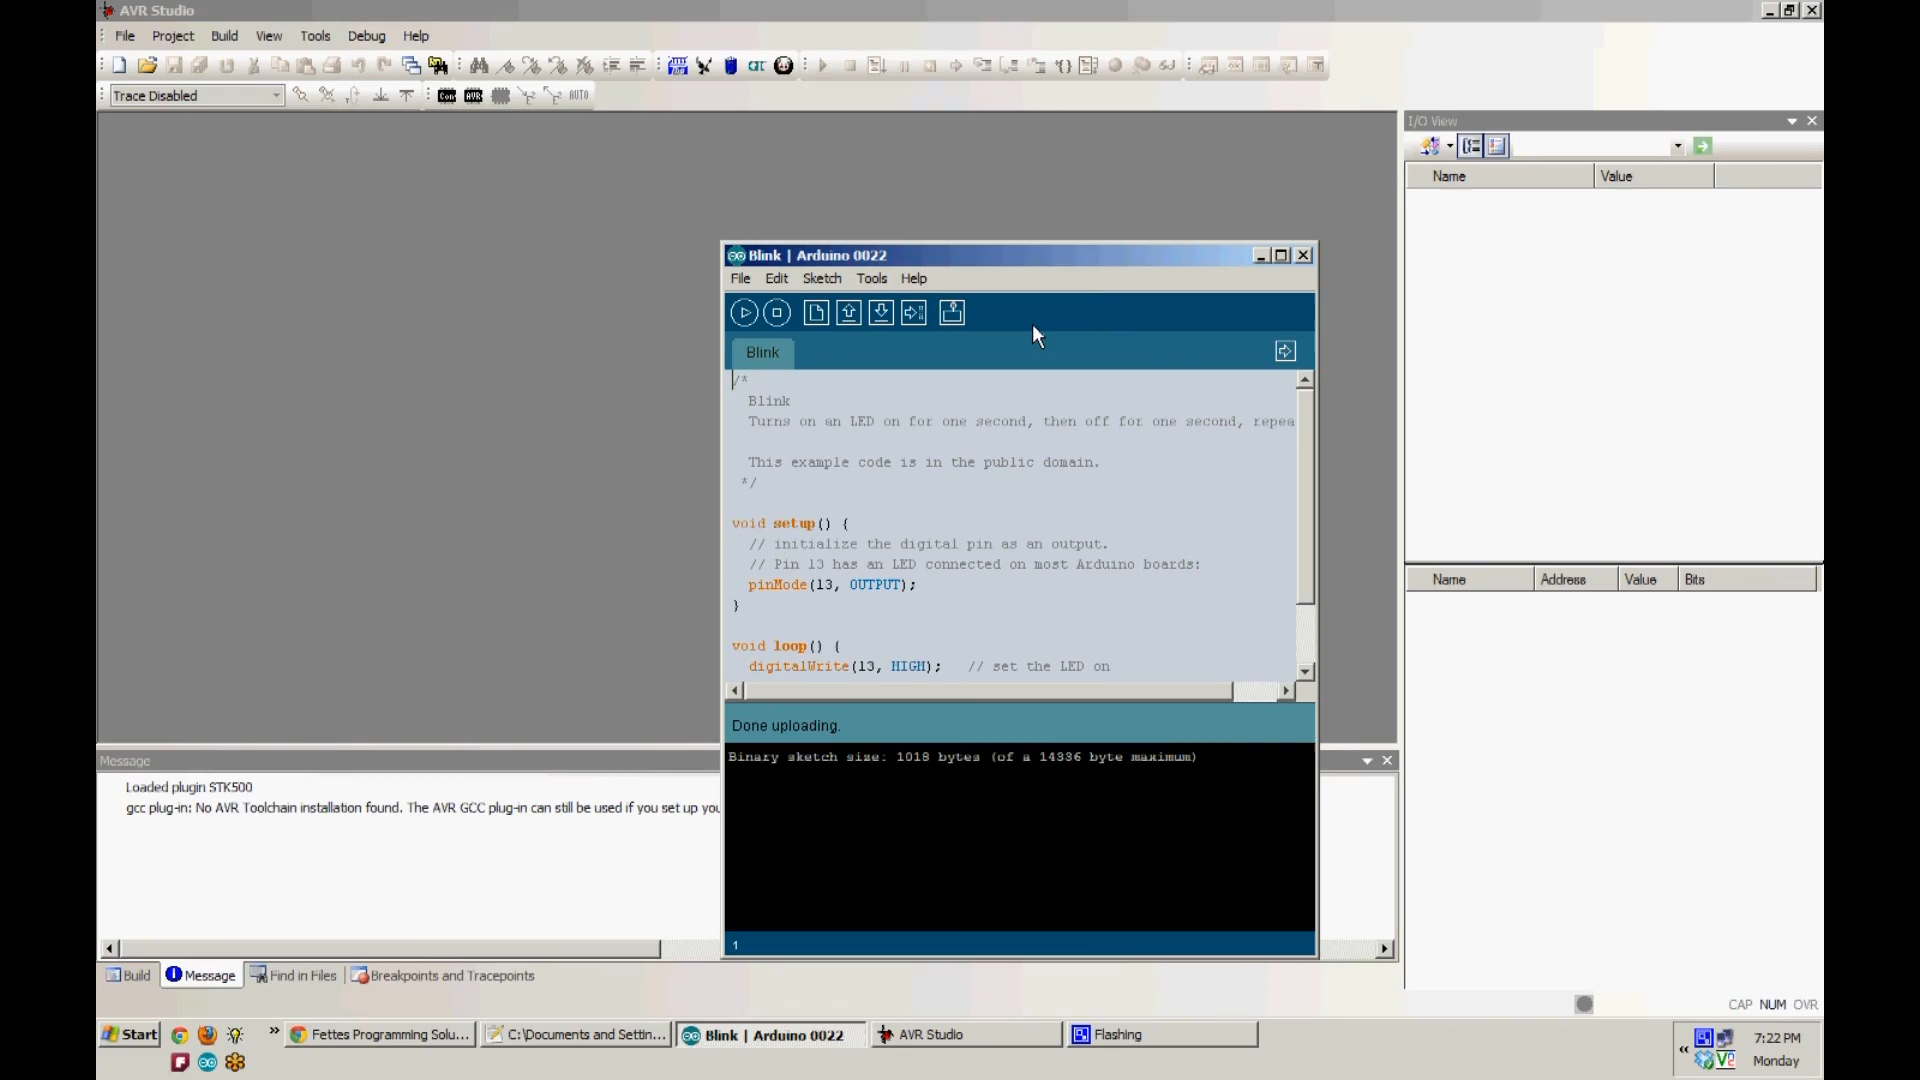 AVR Studio
File Project Build View Tools Debug Help
Trace Disabled
Con AVR AUTO
I/O View
Name Value
Blink | Arduino 0022
File Edit Sketch Tools Help
Blink
/*
Blink
Turns on an LED on for one second, then off for one second, repea
This example code is in the public domain.
*/
void setup() {
// initialize the digital pin as an output.
// Pin 13 has an LED connected on most Arduino boards:
pinMode(13, OUTPUT);
}
void loop() {
digitalWrite(13, HIGH); // set the LED on
Done uploading.
Binary sketch size: 1018 bytes (of a 14336 byte maximum)
1
Name Address Value Bits
Message
Loaded plugin STK500
gcc plug-in: No AVR Toolchain installation found. The AVR GCC plug-in can still be used if you set up you
Build Message Find in Files Breakpoints and Tracepoints
CAP NUM OVR
Start Fettes Programming Solu... C:\Documents and Settin... Blink | Arduino 0022 AVR Studio Flashing
7:22 PM
Monday